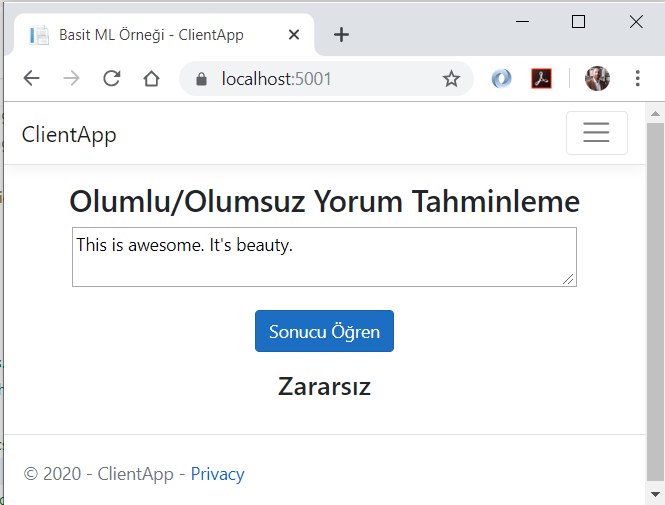 Basit ML Örneği - ClientApp
localhost:5001
ClientApp
Olumlu/Olumsuz Yorum Tahminleme
This is awesome. It's beauty.
Sonucu Öğren
Zararsız
© 2020 - ClientApp - Privacy